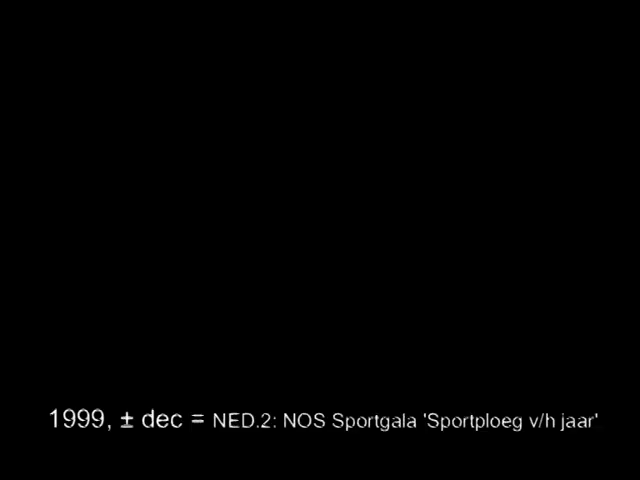 1999, ± dec = NED.2: NOS Sportgala 'Sportploeg v/h jaar'